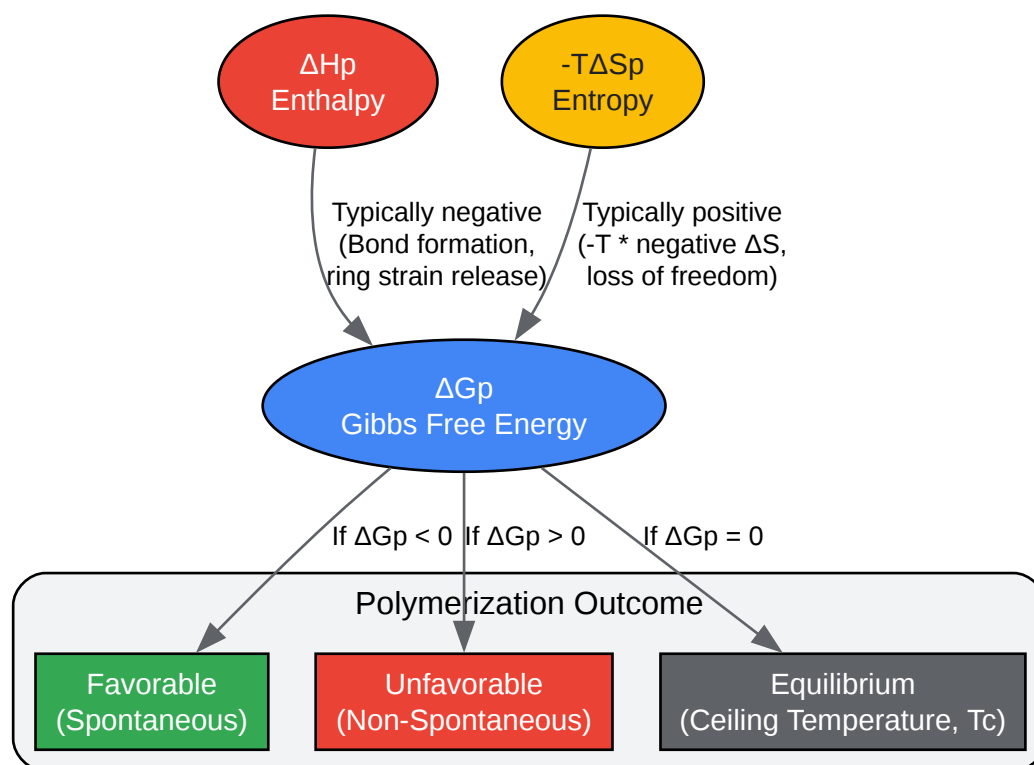 ΔHp
Enthalpy
-TΔSp
Entropy
Typically negative
(Bond formation,
ring strain release)
Typically positive
(-T * negative ΔS,
loss of freedom)
ΔGp
Gibbs Free Energy
If ΔGp < 0
If ΔGp > 0
If ΔGp = 0
Polymerization Outcome
Favorable
(Spontaneous)
Unfavorable
(Non-Spontaneous)
Equilibrium
(Ceiling Temperature, Tc)